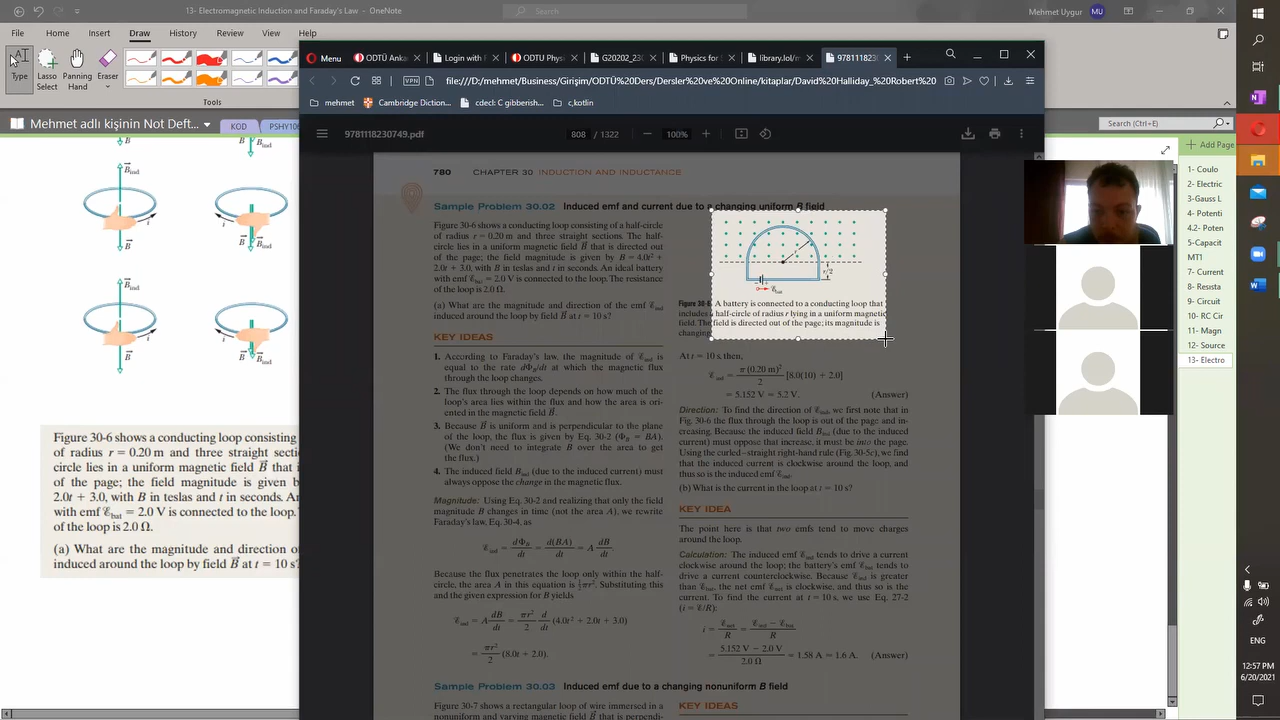 13- Electromagnetic Induction and Faraday's Law - OneNote
Search
Mehmet Uygur
MU
File Home Insert Draw History Review View Help
Type
Lasso Select
Panning Hand
Eraser
Tools
Mehmet adlı kişinin Not Deft...
KGD
Search (Ctrl+E)
Add Page
1- Coulo
2- Electric
3-Gauss L
4- Potenti
4.2- Poten
5-Capacit
MT1
7- Current
8- Resista
9- Circuit
10- RC Cir
11- Magn
12- Source
13- Electro
Menu
ODTÜ Anka
Login with F
ODTU Phys
G20202_23
Physics for
library.lol/m
978111823
VPN
mehmet
Cambridge Diction...
cdecl: C gibberish...
c,kotlin
9781118230749.pdf
808 / 1322
100%
780 CHAPTER 30 INDUCTION AND INDUCTANCE
Sample Problem 30.02 Induced emf and current due to a changing uniform B field
Figure 30-6 shows a conducting loop consisting of a half-circle
of radius r = 0.20 m and three straight sections. The half-
circle lies in a uniform magnetic field B⃗ that is directed out
of the page; the field magnitude is given by B = 4.0t² +
2.0t + 3.0, with B in teslas and t in seconds. An ideal battery
with emf ℰbat = 2.0 V is connected to the loop. The resistance
of the loop is 2.0 Ω.
(a) What are the magnitude and direction of the emf ℰind
induced around the loop by field B⃗ at t = 10 s?
KEY IDEAS
1. According to Faraday's law, the magnitude of ℰind is
equal to the rate dΦB/dt at which the magnetic flux
through the loop changes.
2. The flux through the loop depends on how much of the
loop's area lies within the flux and how the area is ori-
ented in the magnetic field B⃗.
3. Because B⃗ is uniform and is perpendicular to the plane
of the loop, the flux is given by Eq. 30-2 (ΦB = BA).
(We don't need to integrate B over the area to get
the flux.)
4. The induced field Bind (due to the induced current) must
always oppose the change in the magnetic flux.
Magnitude: Using Eq. 30-2 and realizing that only the field
magnitude B changes in time (not the area A), we rewrite
Faraday's law, Eq. 30-4, as
ℰind = dΦB/dt = d(BA)/dt = A dB/dt.
Because the flux penetrates the loop only within the half-
circle, the area A in this equation is ½πr². Substituting this
and the given expression for B yields
ℰind = A dB/dt = πr²/2 d/dt (4.0t² + 2.0t + 3.0)
= πr²/2 (8.0t + 2.0).
r
r/2
ℰbat
A battery is connected to a conducting loop that
includes a half-circle of radius r lying in a uniform magnetic
field. The field is directed out of the page; its magnitude is
changing
At t = 10 s, then,
ℰind = π (0.20 m)²/2 [8.0(10) + 2.0]
= 5.152 V ≈ 5.2 V. (Answer)
Direction: To find the direction of ℰind, we first note that in
Fig. 30-6 the flux through the loop is out of the page and in-
creasing. Because the induced field Bind (due to the induced
current) must oppose that increase, it must be into the page.
Using the curled–straight right-hand rule (Fig. 30-5c), we find
that the induced current is clockwise around the loop, and
thus so is the induced emf ℰind.
(b) What is the current in the loop at t = 10 s?
KEY IDEA
The point here is that two emfs tend to move charges
around the loop.
Calculation: The induced emf ℰind tends to drive a current
clockwise around the loop; the battery's emf ℰbat tends to
drive a current counterclockwise. Because ℰind is greater
than ℰbat, the net emf ℰnet is clockwise, and thus so is the
current. To find the current at t = 10 s, we use Eq. 27-2
(i = ℰ/R):
i = ℰnet/R = ℰind − ℰbat/R
= 5.152 V − 2.0 V/2.0 Ω = 1.58 A ≈ 1.6 A. (Answer)
Sample Problem 30.03 Induced emf due to a changing nonuniform B field
Figure 30-7 shows a rectangular loop of wire immersed in a
nonuniform and varying magnetic field B⃗ that is perpendi-
KEY IDEAS
B⃗
Bind
B⃗ind
i
B⃗
i
B⃗
B⃗ind
B⃗ind
i
B⃗
i
B⃗
B⃗ind
Figure 30-6 shows a conducting loop consisting
of radius r = 0.20 m and three straight sections.
circle lies in a uniform magnetic field B⃗ that i
of the page; the field magnitude is given by
2.0t + 3.0, with B in teslas and t in seconds. An
with emf ℰbat = 2.0 V is connected to the loop.
of the loop is 2.0 Ω.
(a) What are the magnitude and direction o
induced around the loop by field B⃗ at t = 10 s?
ENG
12:57 PM
6/20/2021